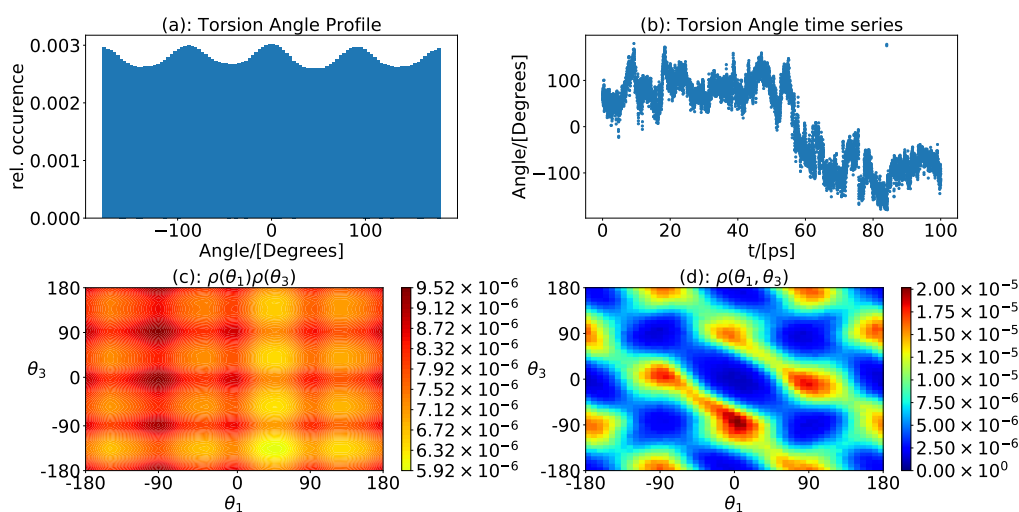 (a): Torsion Angle Profile
0.003
0.002
0.001
0.000
rel. occurence
−100
0
100
Angle/[Degrees]
(b): Torsion Angle time series
100
0
−100
Angle/[Degrees]
0
20
40
60
80
100
t/[ps]
(c): ρ(θ₁)ρ(θ₃)
180
90
0
-90
-180
θ₃
-180
-90
0
90
180
θ₁
9.52 × 10⁻⁶
9.12 × 10⁻⁶
8.72 × 10⁻⁶
8.32 × 10⁻⁶
7.92 × 10⁻⁶
7.52 × 10⁻⁶
7.12 × 10⁻⁶
6.72 × 10⁻⁶
6.32 × 10⁻⁶
5.92 × 10⁻⁶
(d): ρ(θ₁, θ₃)
180
90
0
-90
-180
θ₃
-180
-90
0
90
180
θ₁
2.00 × 10⁻⁵
1.75 × 10⁻⁵
1.50 × 10⁻⁵
1.25 × 10⁻⁵
1.00 × 10⁻⁵
7.50 × 10⁻⁶
5.00 × 10⁻⁶
2.50 × 10⁻⁶
0.00 × 10⁰